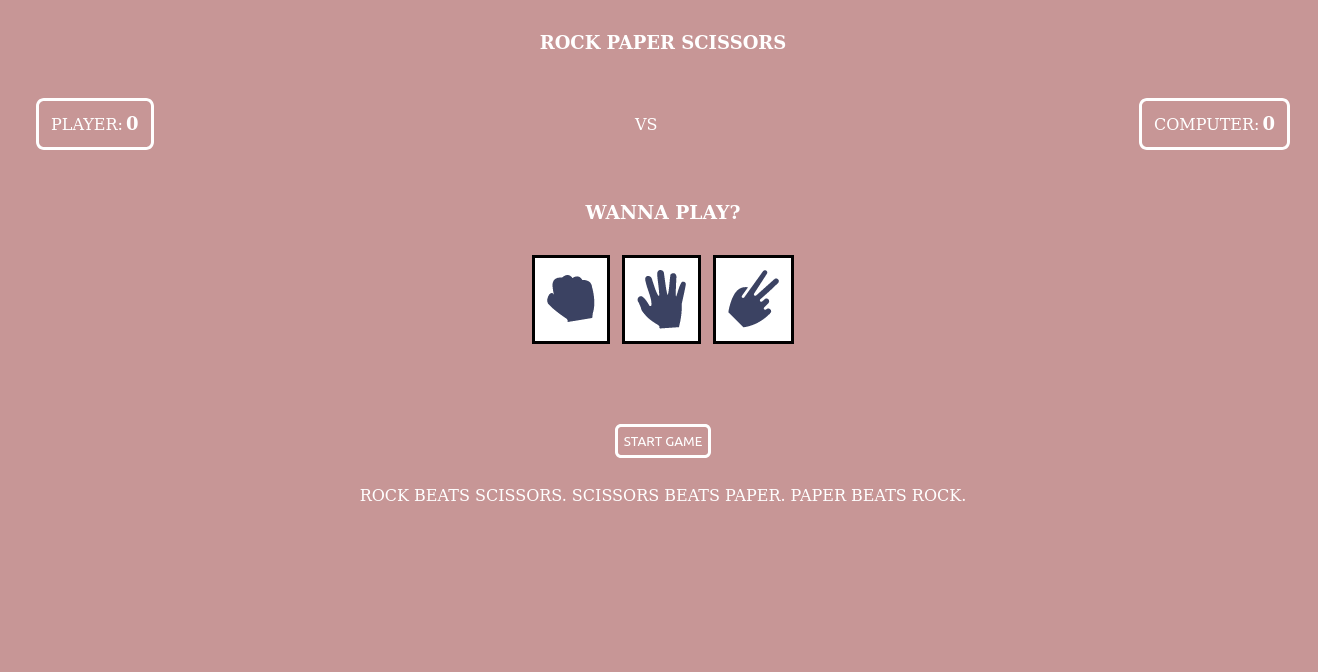 ROCK PAPER SCISSORS
PLAYER: 0
VS
COMPUTER: 0
WANNA PLAY?
START GAME
ROCK BEATS SCISSORS. SCISSORS BEATS PAPER. PAPER BEATS ROCK.